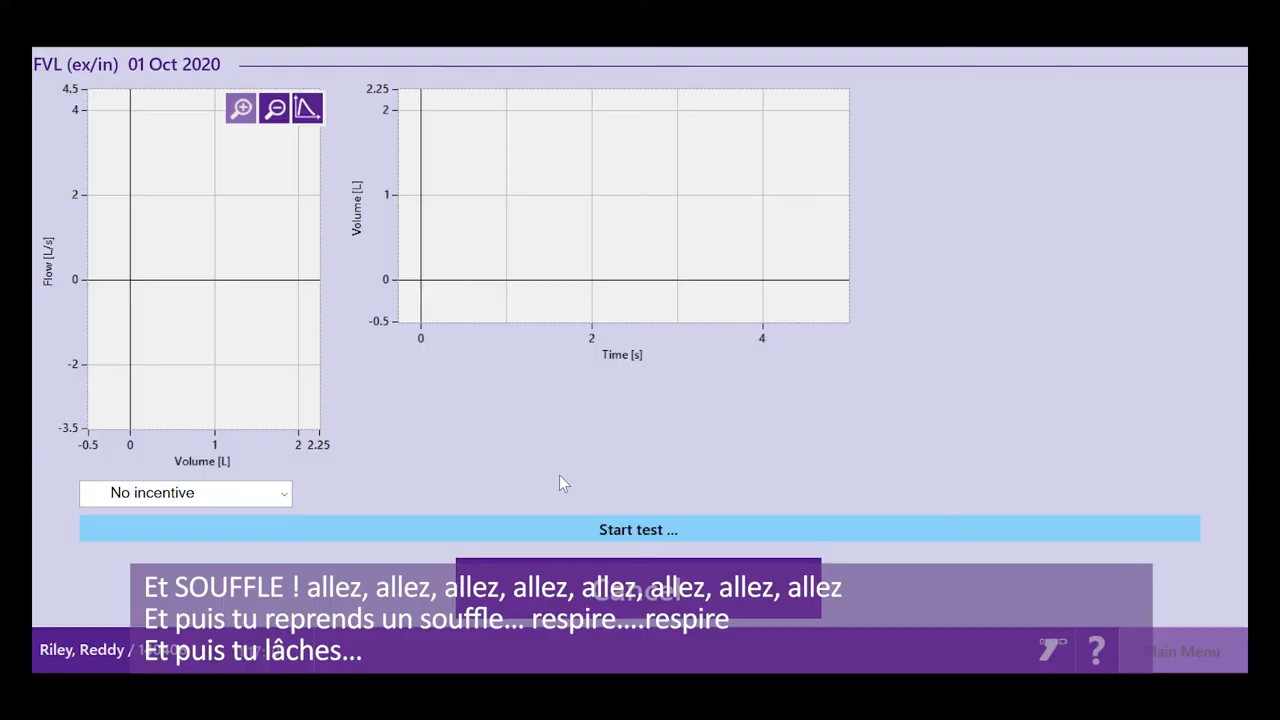 FVL (ex/in) 01 Oct 2020
4.5
4
2
0
-2
-3.5
Flow [L/s]
-0.5 0 1 2 2.25
Volume [L]
2.25
2
1
0
-0.5
Volume [L]
0 2 4
Time [s]
No incentive
Start test ...
Cancel
Et SOUFFLE ! allez, allez, allez, allez, allez, allez, allez, allez
Et puis tu reprends un souffle... respire....respire
Et puis tu lâches...
Riley, Reddy /
?
Main Menu